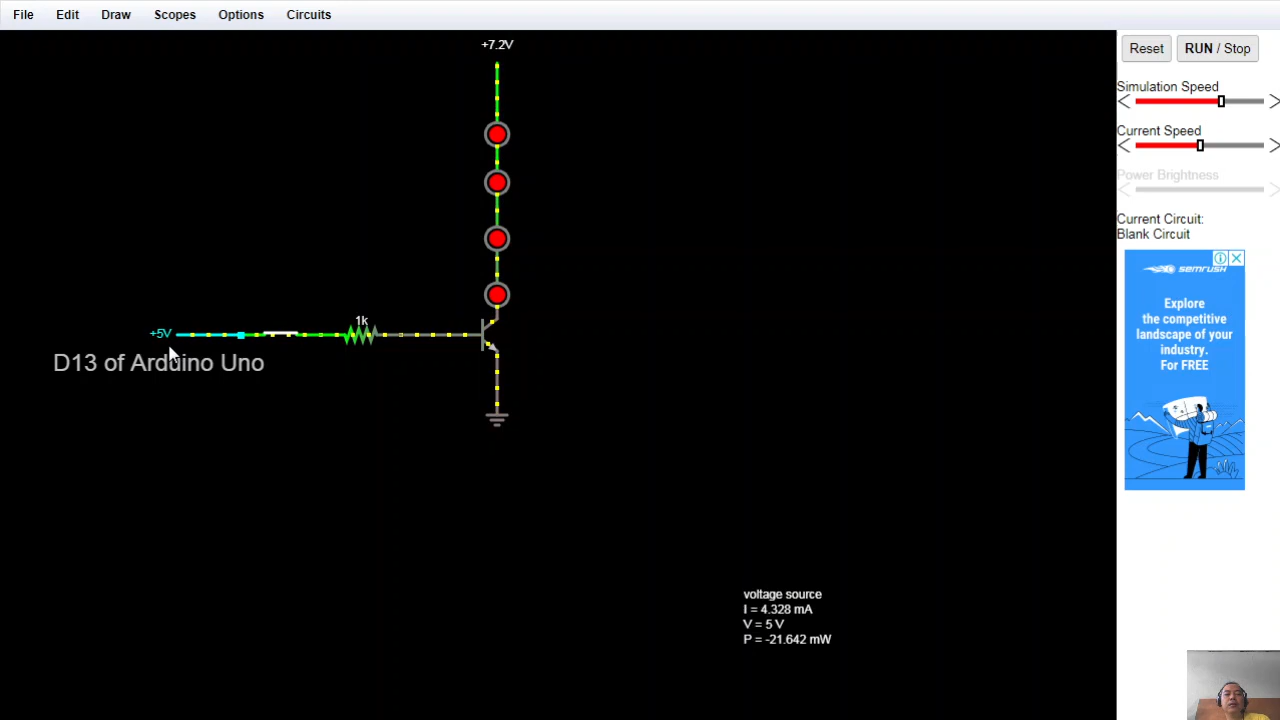 File Edit Draw Scopes Options Circuits
+7.2V
Reset RUN / Stop
Simulation Speed
Current Speed
Power Brightness
Current Circuit:
Blank Circuit
SEMRUSH
Explore
the competitive
landscape of your
industry.
For FREE
1k
+5V
D13 of Arduino Uno
voltage source
I = 4.328 mA
V = 5 V
P = -21.642 mW